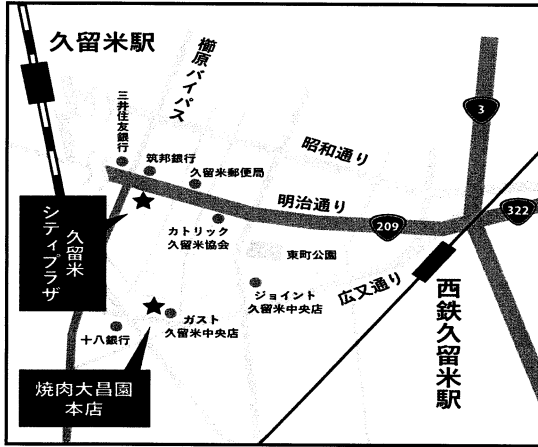 久留米駅
櫛原バイパス
三井住友銀行
筑邦銀行
久留米郵便局
昭和通り
明治通り
3
322
209
久留米
シティプラザ
カトリック
久留米協会
東町公園
広又通り
ジョイント
久留米中央店
西鉄久留米駅
ガスト
久留米中央店
十八銀行
焼肉大昌園
本店